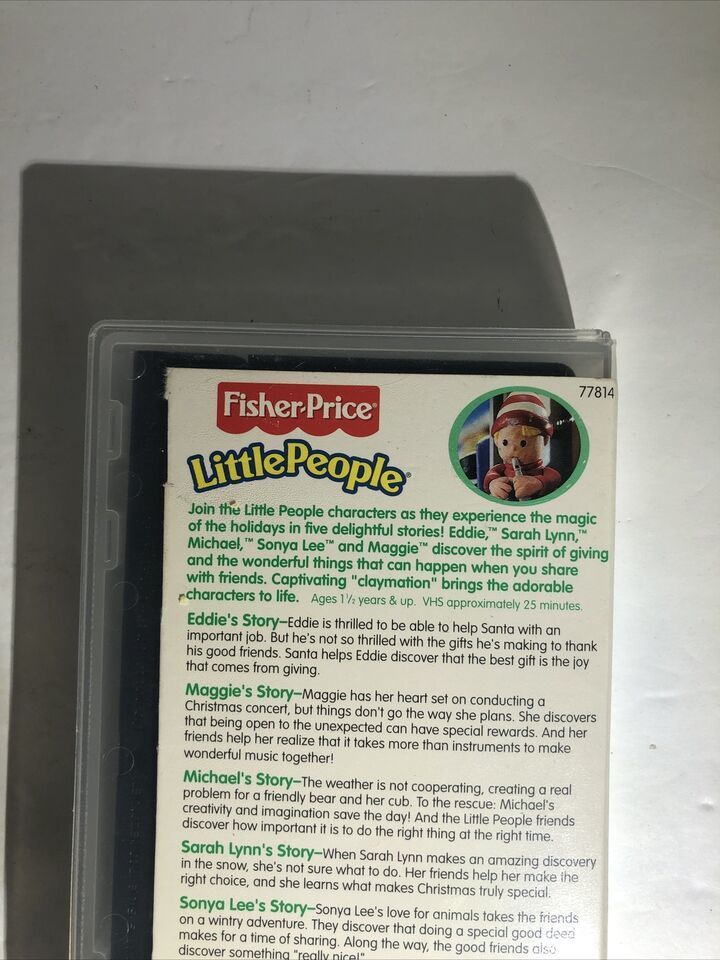 77814
Fisher-Price®
LittlePeople®
Join the Little People characters as they experience the magic
of the holidays in five delightful stories! Eddie,™ Sarah Lynn,™
Michael,™ Sonya Lee™ and Maggie™ discover the spirit of giving
and the wonderful things that can happen when you share
with friends. Captivating "claymation" brings the adorable
characters to life. Ages 1½ years & up. VHS approximately 25 minutes.
Eddie's Story–Eddie is thrilled to be able to help Santa with an
important job. But he's not so thrilled with the gifts he's making to thank
his good friends. Santa helps Eddie discover that the best gift is the joy
that comes from giving.
Maggie's Story–Maggie has her heart set on conducting a
Christmas concert, but things don't go the way she plans. She discovers
that being open to the unexpected can have special rewards. And her
friends help her realize that it takes more than instruments to make
wonderful music together!
Michael's Story–The weather is not cooperating, creating a real
problem for a friendly bear and her cub. To the rescue: Michael's
creativity and imagination save the day! And the Little People friends
discover how important it is to do the right thing at the right time.
Sarah Lynn's Story–When Sarah Lynn makes an amazing discovery
in the snow, she's not sure what to do. Her friends help her make the
right choice, and she learns what makes Christmas truly special.
Sonya Lee's Story–Sonya Lee's love for animals takes the friends
on a wintry adventure. They discover that doing a special good deed
makes for a time of sharing. Along the way, the good friends also
discover something "really nice!"